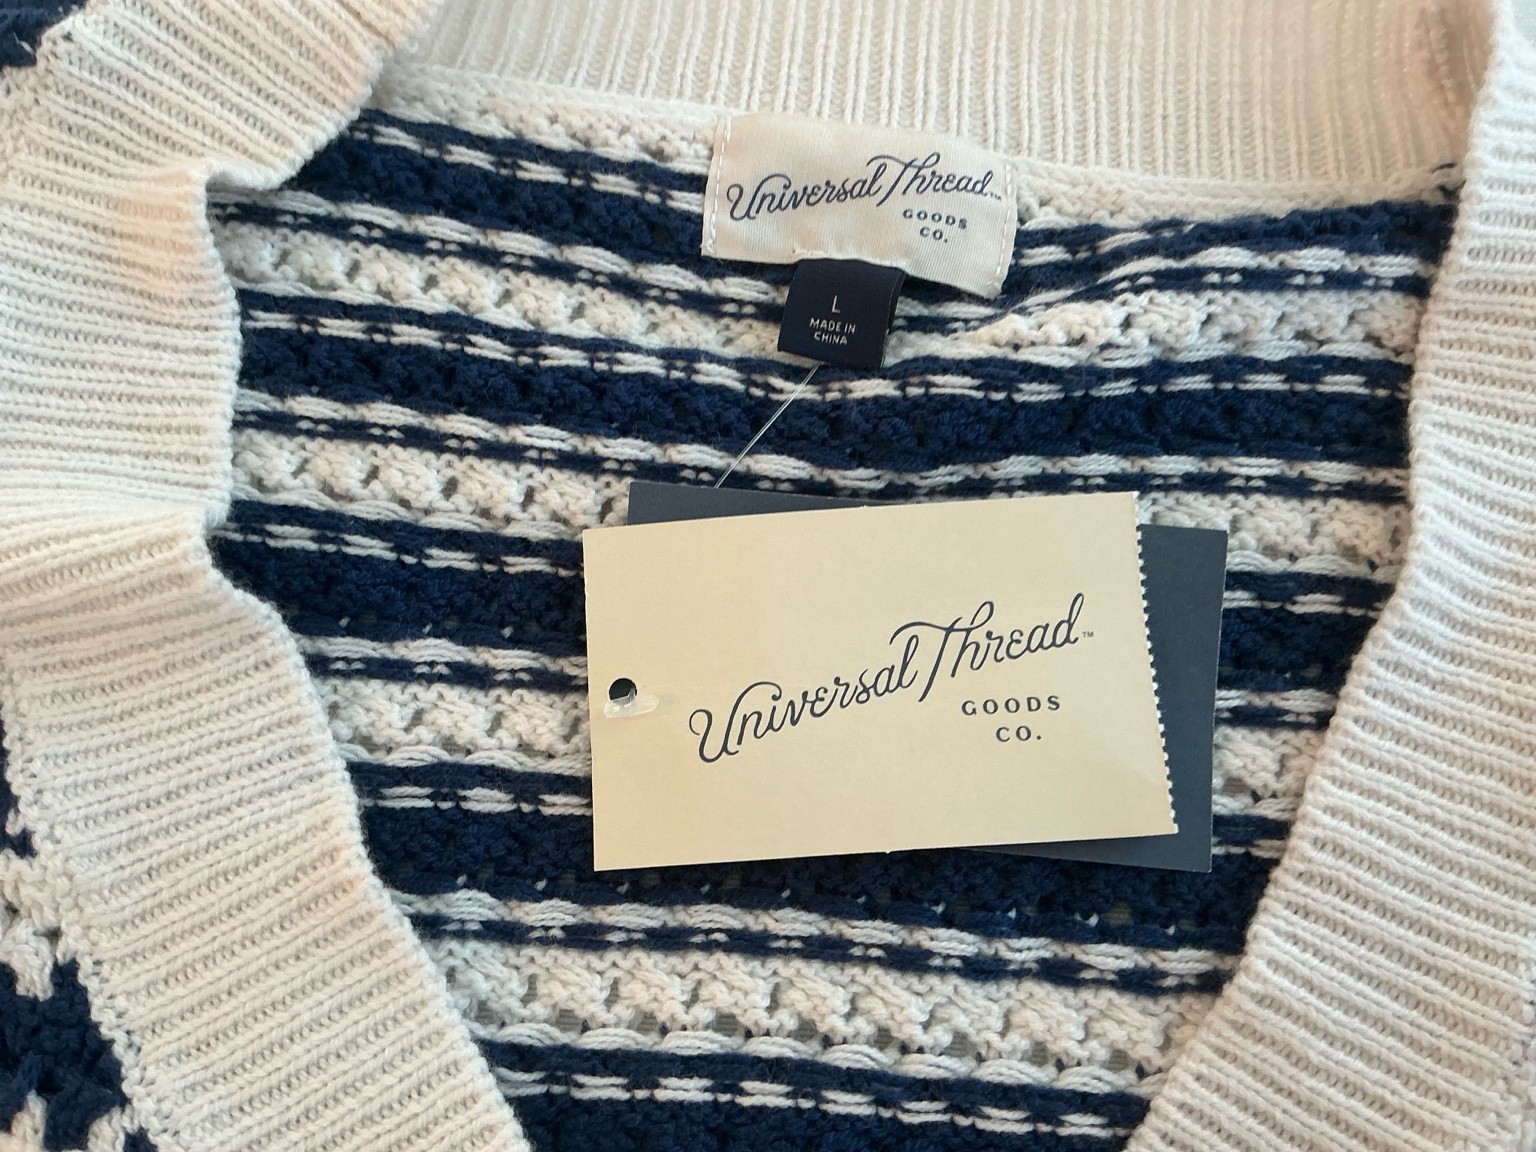 Universal Thread™
GOODS
CO.
L
MADE IN
CHINA
Universal Thread™
GOODS
CO.